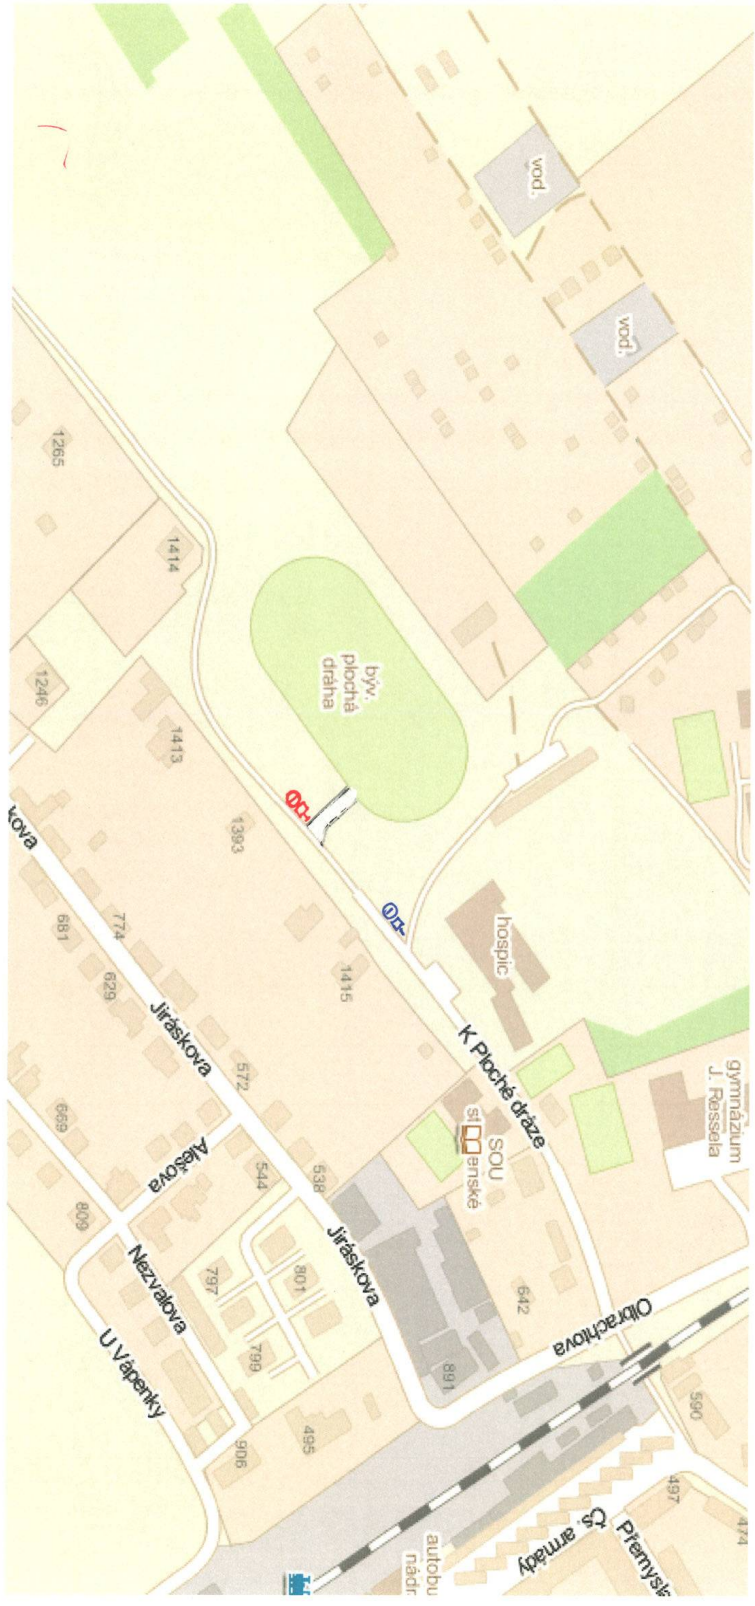 vod.
vod.
1265
1414
1246
býv.
plochá
dráha
1413
1393
hospic
774
681
629
1415
K Ploché dráze
gymnázium
J. Ressela
Jiráskova
572
SOU
669
Alešova
544
538
809
642
Olbrachtova
Jiráskova
Nezvalova
797
801
799
U Vápenky
891
590
495
906
497
474
Čs. armády
autobu
nádr.